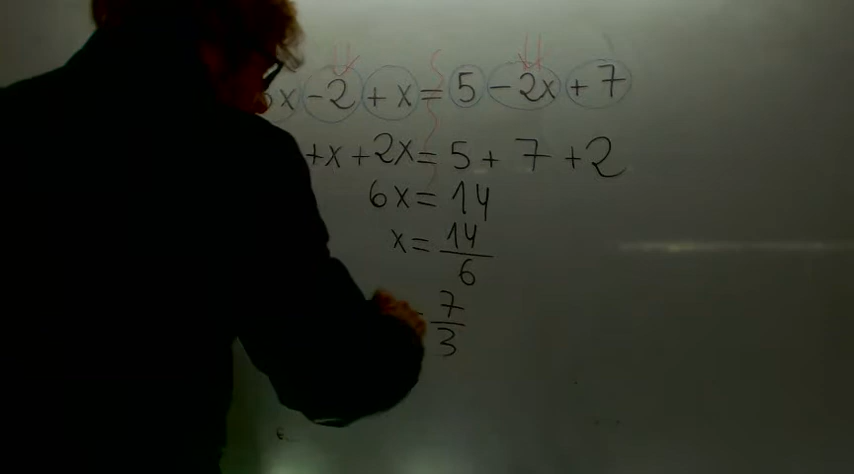 x - 2 + x = 5 - 2x + 7
+x + 2x = 5 + 7 + 2
6x = 14
x = 14/6
7/3